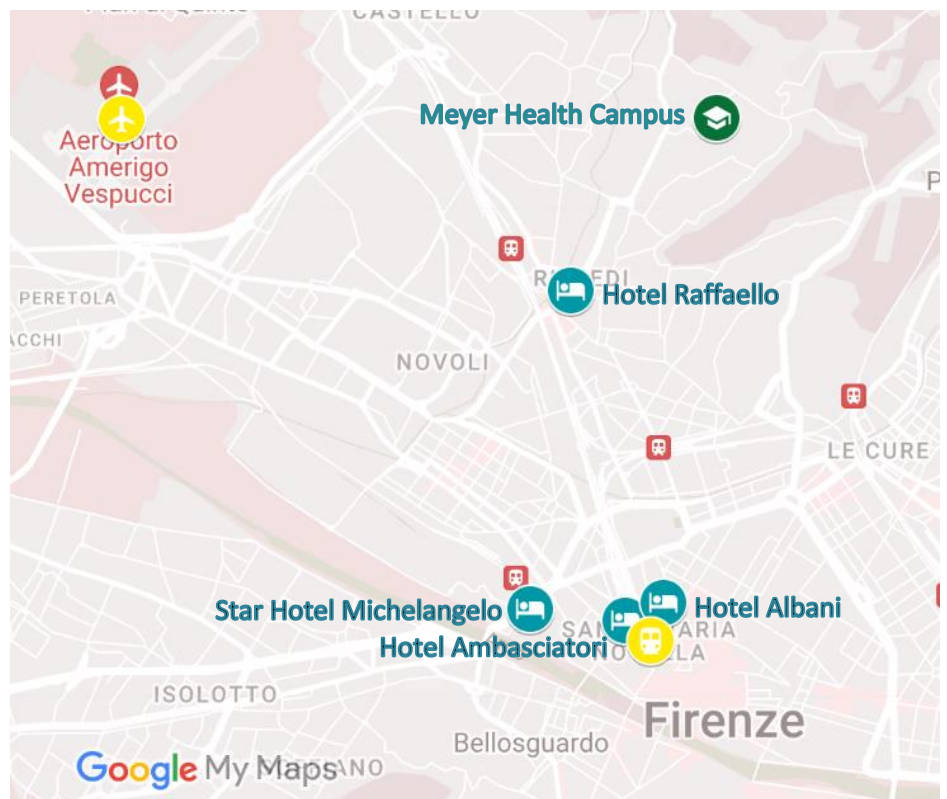 CASTELLO
Meyer Health Campus
Aeroporto
Amerigo
Vespucci
P
Hotel Raffaello
PERETOLA
ACCHI
NOVOLI
LE CURE
Star Hotel Michelangelo
Hotel Albani
Hotel Ambasciatori
ISOLOTTO
Firenze
Bellosguardo
Google My Maps